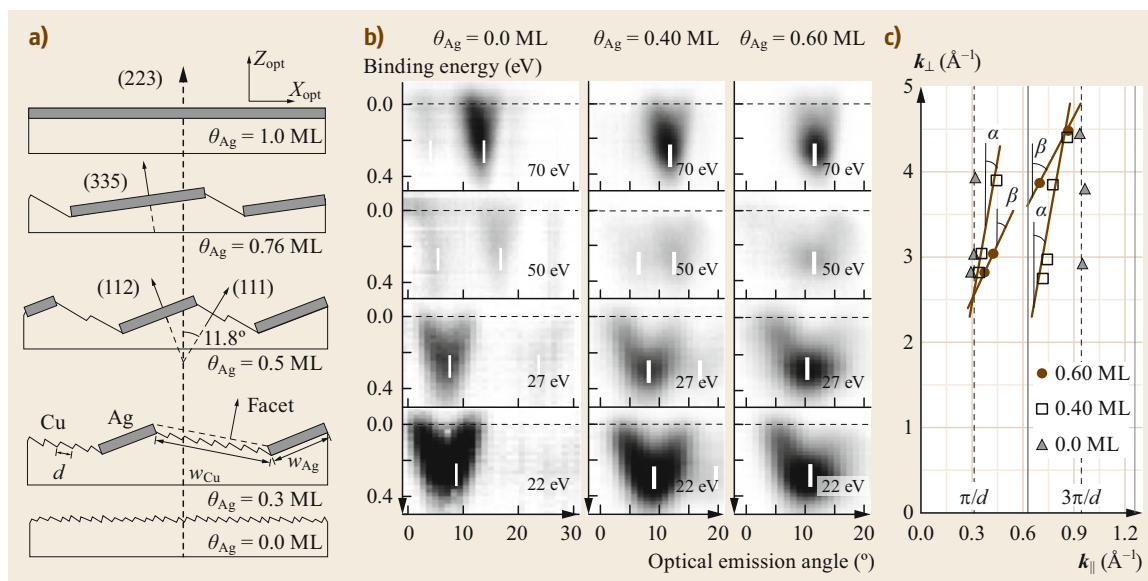 a)
Z_opt
X_opt
(223)
θ_Ag = 1.0 ML
(335)
θ_Ag = 0.76 ML
(112)
(111)
11.8°
θ_Ag = 0.5 ML
Facet
Cu
Ag
d
w_Cu
w_Ag
θ_Ag = 0.3 ML
θ_Ag = 0.0 ML
b)
θ_Ag = 0.0 ML
θ_Ag = 0.40 ML
θ_Ag = 0.60 ML
Binding energy (eV)
0.0
0.4
70 eV
70 eV
70 eV
0.0
0.4
50 eV
50 eV
50 eV
0.0
0.4
27 eV
27 eV
27 eV
0.0
0.4
22 eV
22 eV
22 eV
0 10 20 30
0 10 20
0 10 20
Optical emission angle (°)
c)
k⊥ (Å⁻¹)
5
4
3
2
1
0
α
β
β
α
0.60 ML
0.40 ML
0.0 ML
π/d
3π/d
0.0 0.3 0.6 0.9 1.2
k∥ (Å⁻¹)